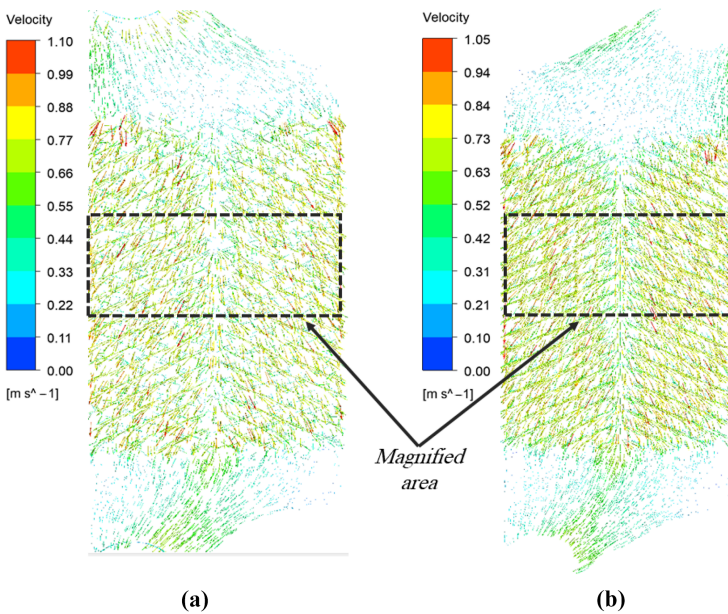 Velocity
1.10
0.99
0.88
0.77
0.66
0.55
0.44
0.33
0.22
0.11
0.00
[m s^ -1]
Velocity
1.05
0.94
0.84
0.73
0.63
0.52
0.42
0.31
0.21
0.10
0.00
[m s^ -1]
Magnified
area
(a)
(b)